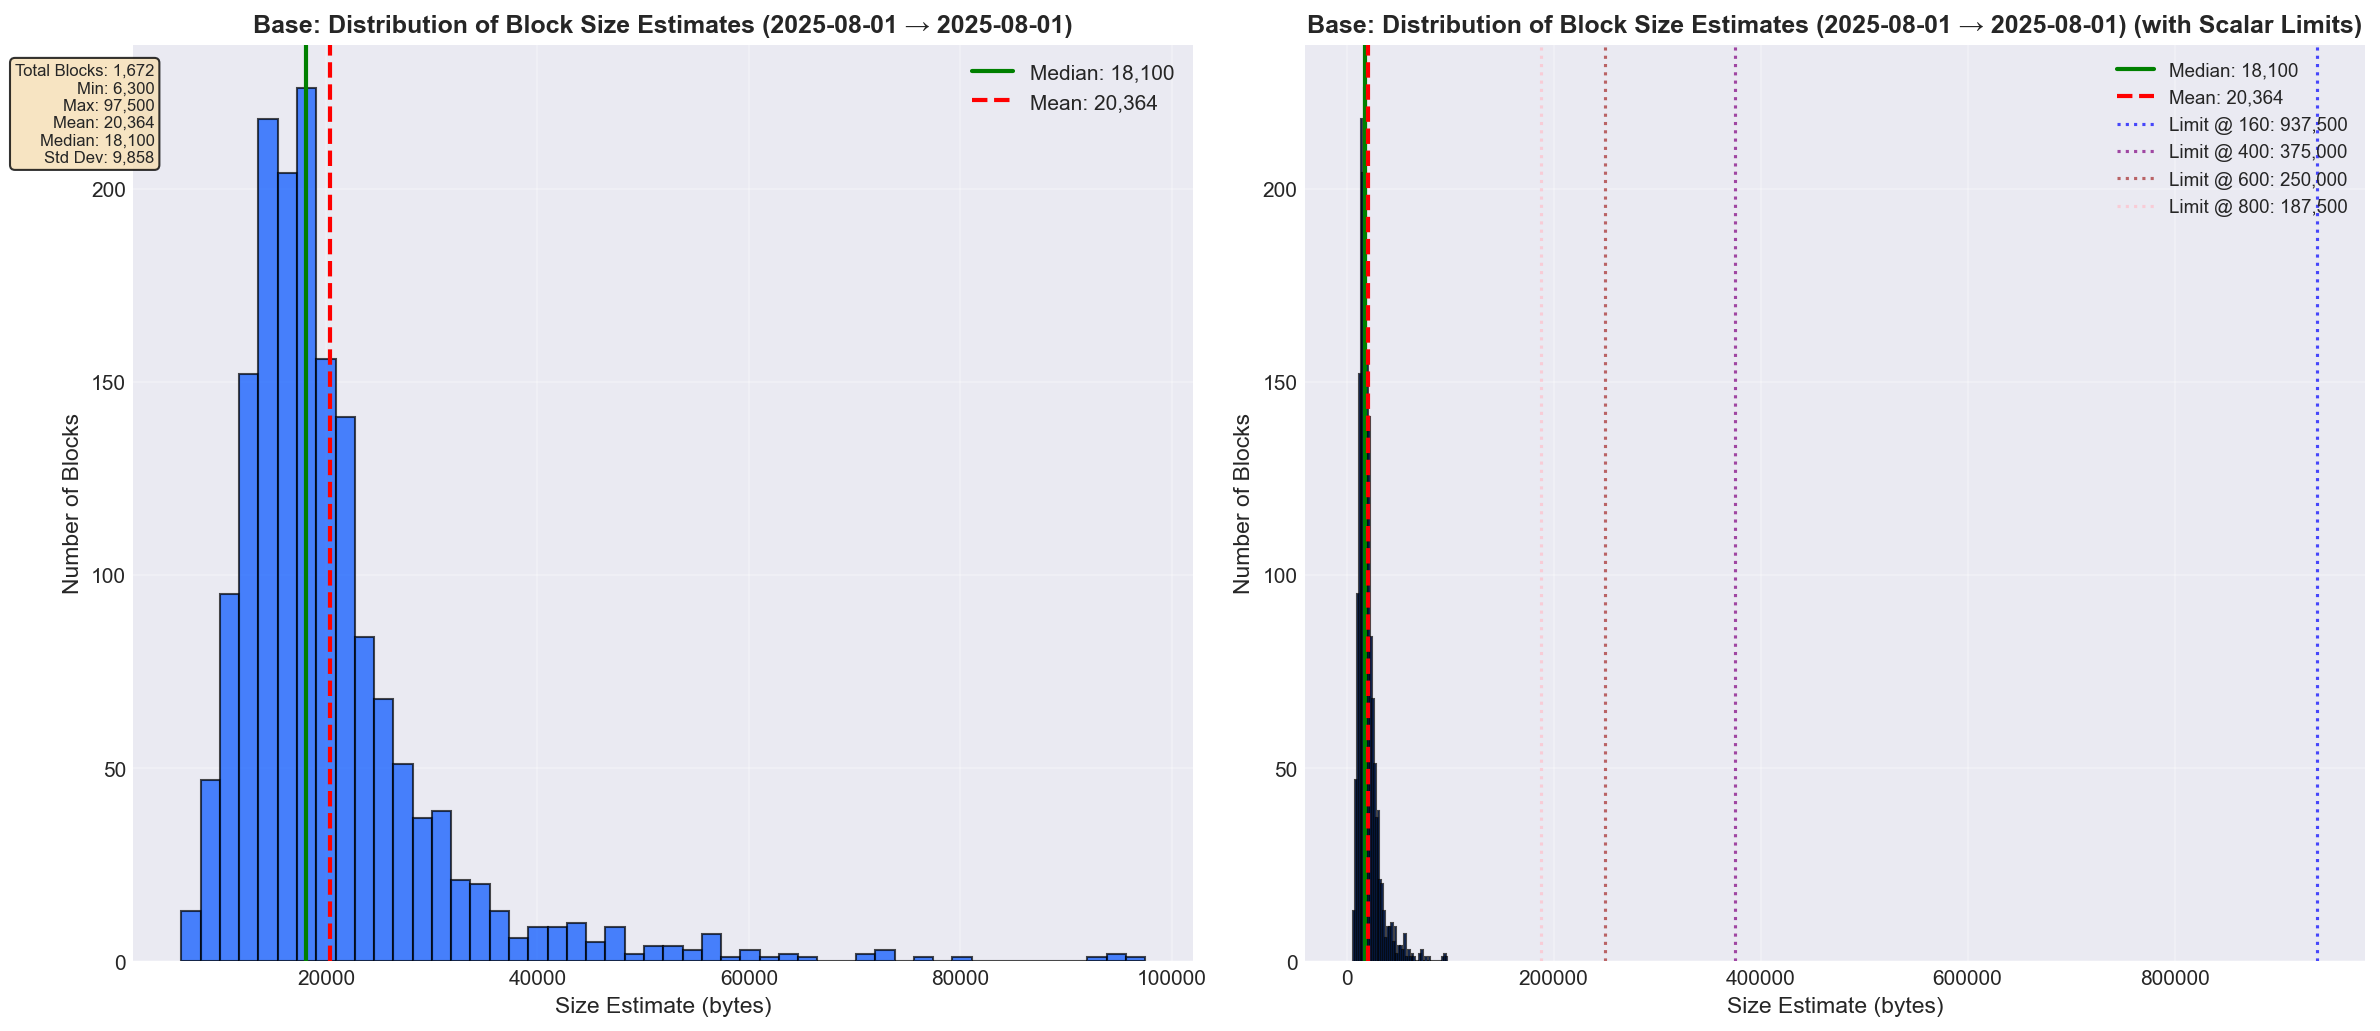 Base: Distribution of Block Size Estimates (2025-08-01 → 2025-08-01)
Total Blocks: 1,672
Min: 6,300
Max: 97,500
Mean: 20,364
Median: 18,100
Std Dev: 9,858
Median: 18,100
Mean: 20,364
Number of Blocks
200
150
100
50
0
20000 40000 60000 80000 100000
Size Estimate (bytes)
Base: Distribution of Block Size Estimates (2025-08-01 → 2025-08-01) (with Scalar Limits)
Median: 18,100
Mean: 20,364
Limit @ 160: 937,500
Limit @ 400: 375,000
Limit @ 600: 250,000
Limit @ 800: 187,500
Number of Blocks
200
150
100
50
0
0 200000 400000 600000 800000
Size Estimate (bytes)